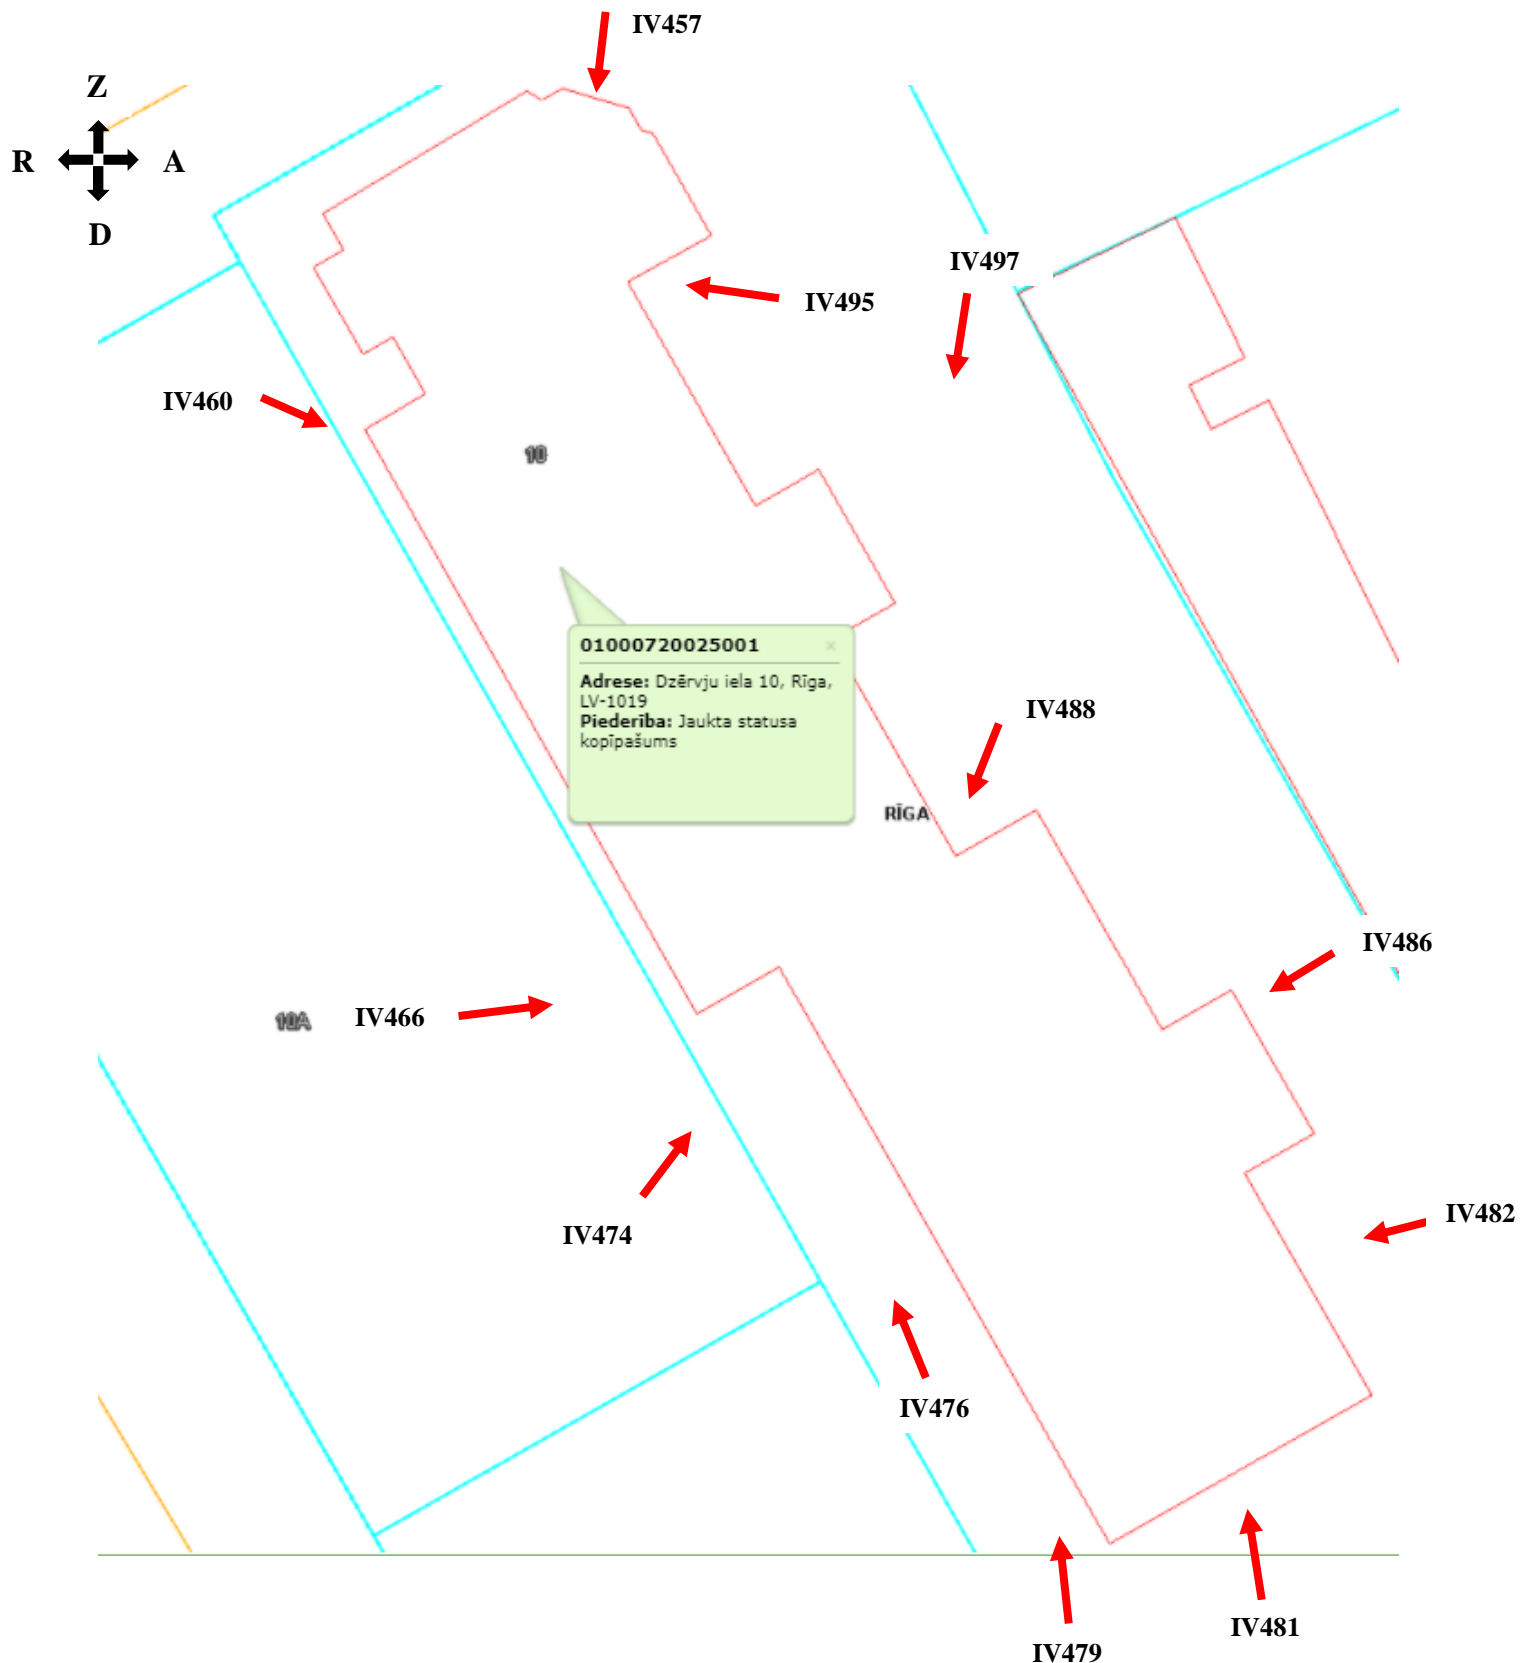 IV457
Z
R
A
D
IV497
IV495
IV460
10
01000720025001 ×
Adrese: Dzērvju iela 10, Rīga,
LV-1019
Piederība: Jaukta statusa
kopīpašums
IV488
RĪGA
IV486
10A
IV466
IV482
IV474
IV476
IV481
IV479